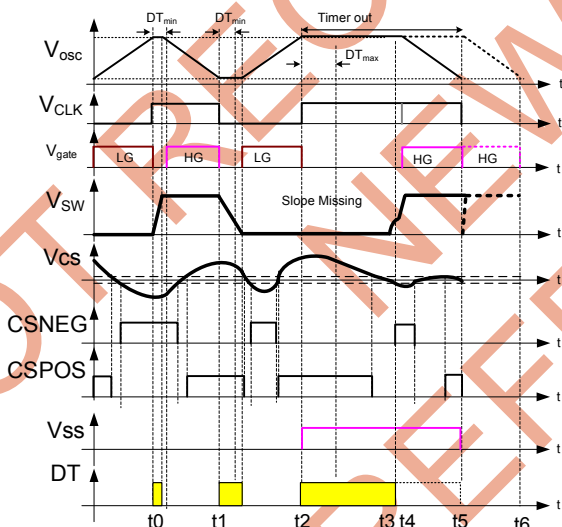 DTmin DTmin Timer out
Vosc
DTmax
t
VCLK
t
Vgate LG HG LG HG HG
t
VSW Slope Missing
t
Vcs
t
CSNEG
t
CSPOS
t
Vss
t
DT
t
t0 t1 t2 t3 t4 t5 t6